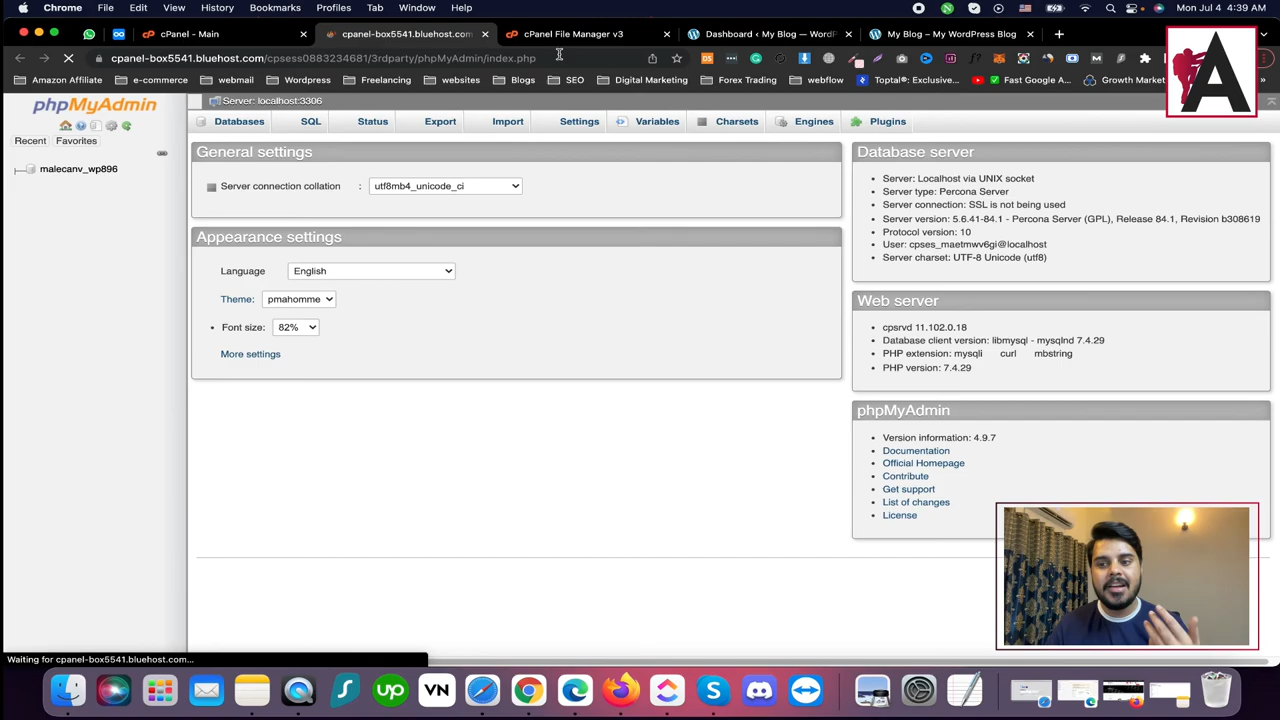 Chrome File Edit View History Bookmarks Profiles Tab Window Help Mon Jul 4 4:39 AM
cPanel - Main cpanel-box5541.bluehost.com cPanel File Manager v3 Dashboard ‹ My Blog — WordP My Blog – My WordPress Blog
cpanel-box5541.bluehost.com/cpsess0883234681/3rdparty/phpMyAdmin/index.php
Amazon Affiliate e-commerce webmail Wordpress Freelancing websites Blogs SEO Digital Marketing Forex Trading webflow Toptal®: Exclusive... Fast Google A... Growth Market
A
phpMyAdmin
Server: localhost:3306
Recent Favorites
malecanv_wp896
Databases SQL Status Export Import Settings Variables Charsets Engines Plugins
General settings
Server connection collation : utf8mb4_unicode_ci
Appearance settings
Language English
Theme: pmahomme
Font size: 82%
More settings
Database server
Server: Localhost via UNIX socket
Server type: Percona Server
Server connection: SSL is not being used
Server version: 5.6.41-84.1 - Percona Server (GPL), Release 84.1, Revision b308619
Protocol version: 10
User: cpses_maetmwv6gi@localhost
Server charset: UTF-8 Unicode (utf8)
Web server
cpsrvd 11.102.0.18
Database client version: libmysql - mysqlnd 7.4.29
PHP extension: mysqli curl mbstring
PHP version: 7.4.29
phpMyAdmin
Version information: 4.9.7
Documentation
Official Homepage
Contribute
Get support
List of changes
License
Waiting for cpanel-box5541.bluehost.com...
up VN